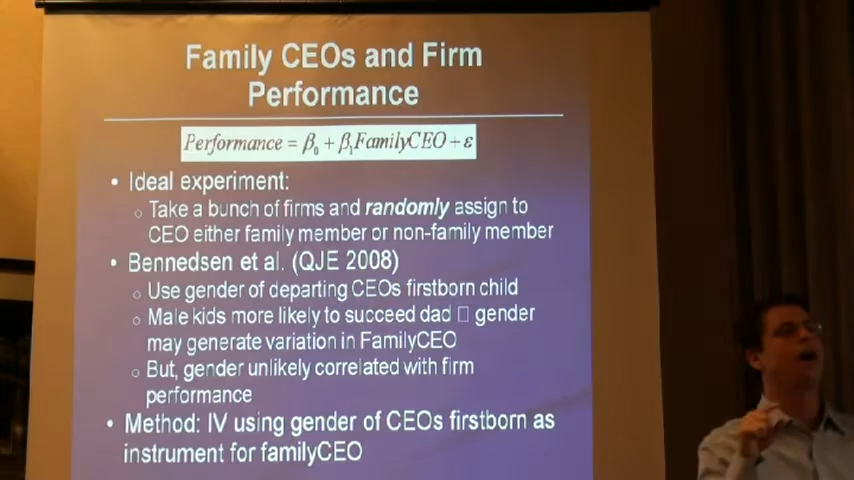 Family CEOs and Firm
Performance
Performance = β₀ + β₁FamilyCEO + ε
• Ideal experiment:
○ Take a bunch of firms and randomly assign to
CEO either family member or non-family member
• Bennedsen et al. (QJE 2008)
○ Use gender of departing CEOs firstborn child
○ Male kids more likely to succeed dad □ gender
may generate variation in FamilyCEO
○ But, gender unlikely correlated with firm
performance
• Method: IV using gender of CEOs firstborn as
instrument for familyCEO